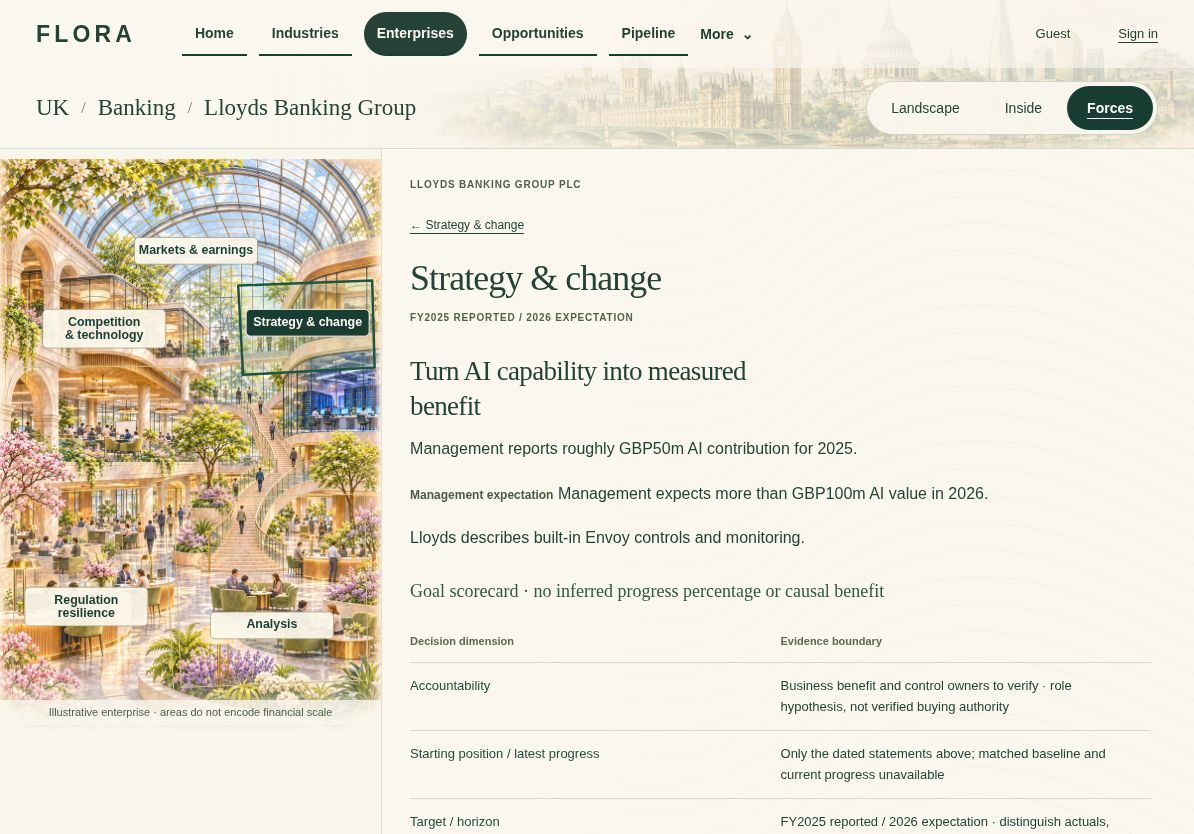 FLORA
Home
Industries
Enterprises
Opportunities
Pipeline
More
Guest
Sign in
UK / Banking / Lloyds Banking Group
Landscape
Inside
Forces
Markets & earnings
Competition
& technology
Strategy & change
Regulation
resilience
Analysis
Illustrative enterprise · areas do not encode financial scale
LLOYDS BANKING GROUP PLC
← Strategy & change
Strategy & change
FY2025 REPORTED / 2026 EXPECTATION
Turn AI capability into measured
benefit
Management reports roughly GBP50m AI contribution for 2025.
Management expectation Management expects more than GBP100m AI value in 2026.
Lloyds describes built-in Envoy controls and monitoring.
Goal scorecard · no inferred progress percentage or causal benefit
Decision dimension
Evidence boundary
Accountability
Business benefit and control owners to verify · role
hypothesis, not verified buying authority
Starting position / latest progress
Only the dated statements above; matched baseline and
current progress unavailable
Target / horizon
FY2025 reported / 2026 expectation · distinguish actuals,